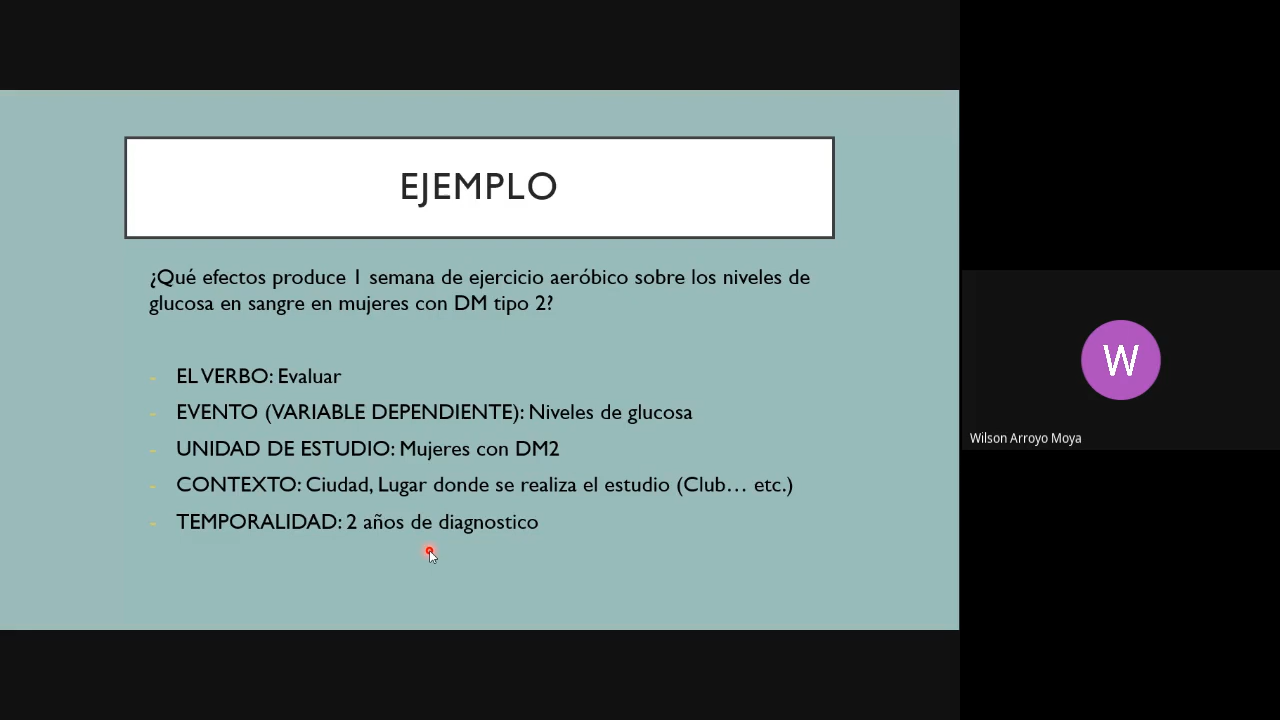 EJEMPLO
¿Qué efectos produce 1 semana de ejercicio aeróbico sobre los niveles de
glucosa en sangre en mujeres con DM tipo 2?
- EL VERBO: Evaluar
- EVENTO (VARIABLE DEPENDIENTE): Niveles de glucosa
- UNIDAD DE ESTUDIO: Mujeres con DM2
- CONTEXTO: Ciudad, Lugar donde se realiza el estudio (Club… etc.)
- TEMPORALIDAD: 2 años de diagnostico
W
Wilson Arroyo Moya